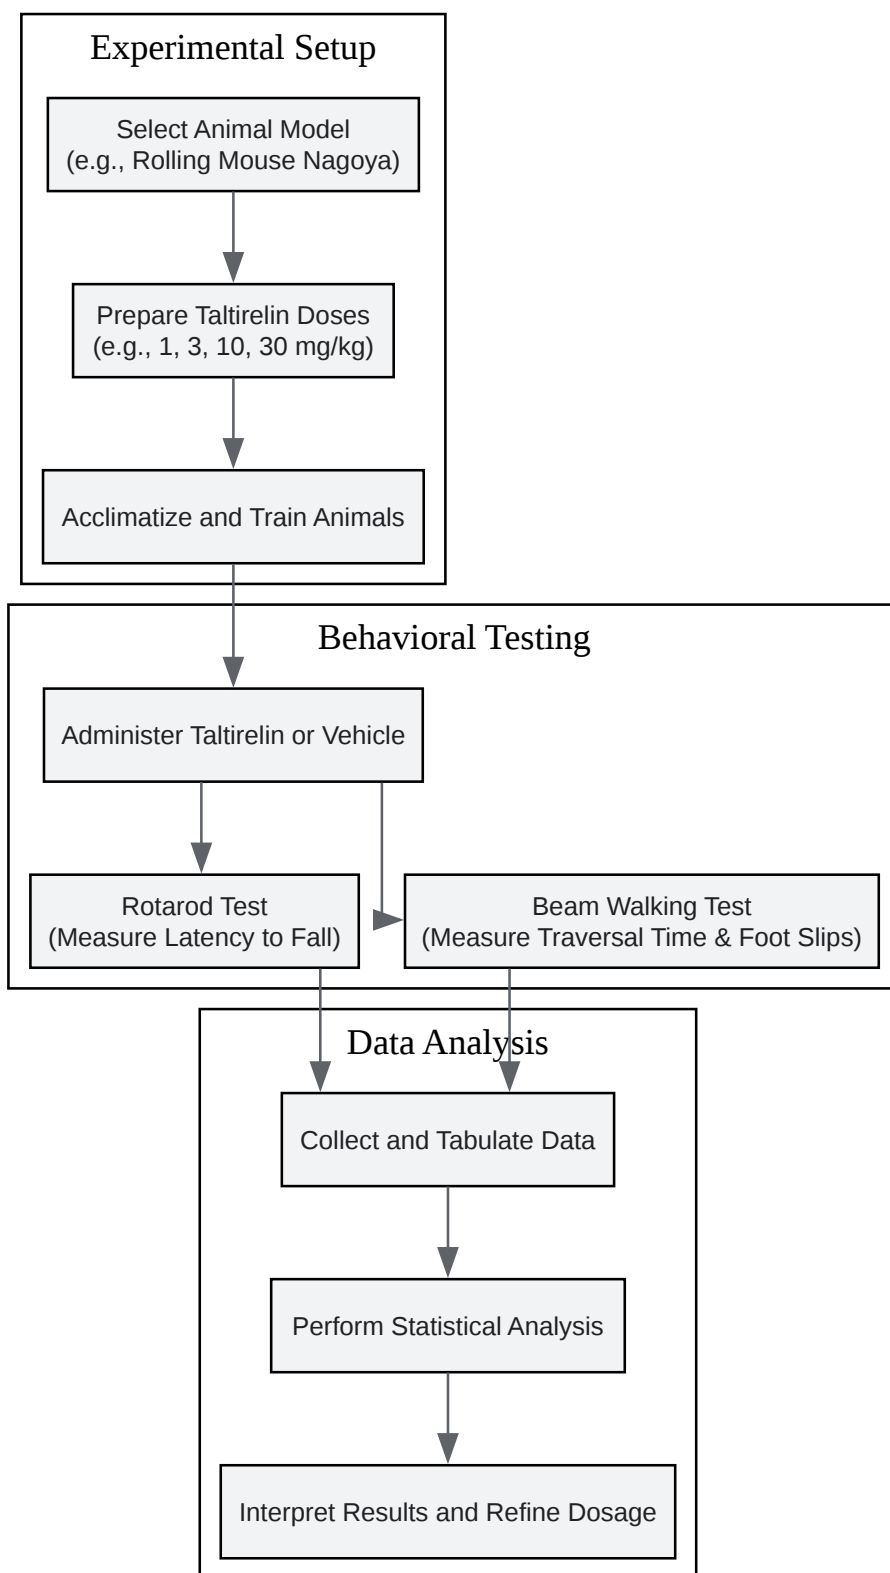 Experimental Setup
Select Animal Model
(e.g., Rolling Mouse Nagoya)
Prepare Taltirelin Doses
(e.g., 1, 3, 10, 30 mg/kg)
Acclimatize and Train Animals
Behavioral Testing
Administer Taltirelin or Vehicle
Rotarod Test
(Measure Latency to Fall)
Beam Walking Test
(Measure Traversal Time & Foot Slips)
Data Analysis
Collect and Tabulate Data
Perform Statistical Analysis
Interpret Results and Refine Dosage